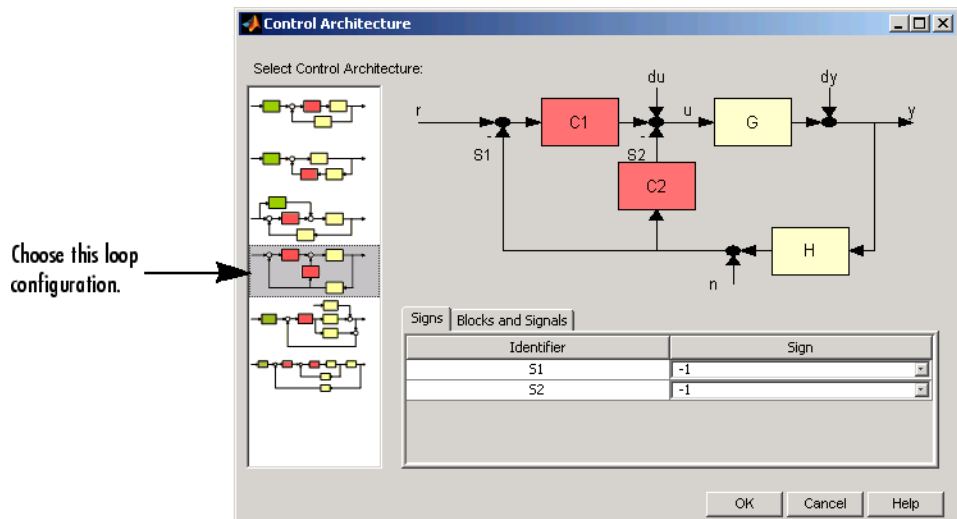 Control Architecture
Select Control Architecture:
du
dy
r
C1
u
G
y
-
-
S1
S2
C2
H
n
Choose this loop
configuration.
Signs Blocks and Signals
Identifier Sign
S1 -1
S2 -1
OK Cancel Help